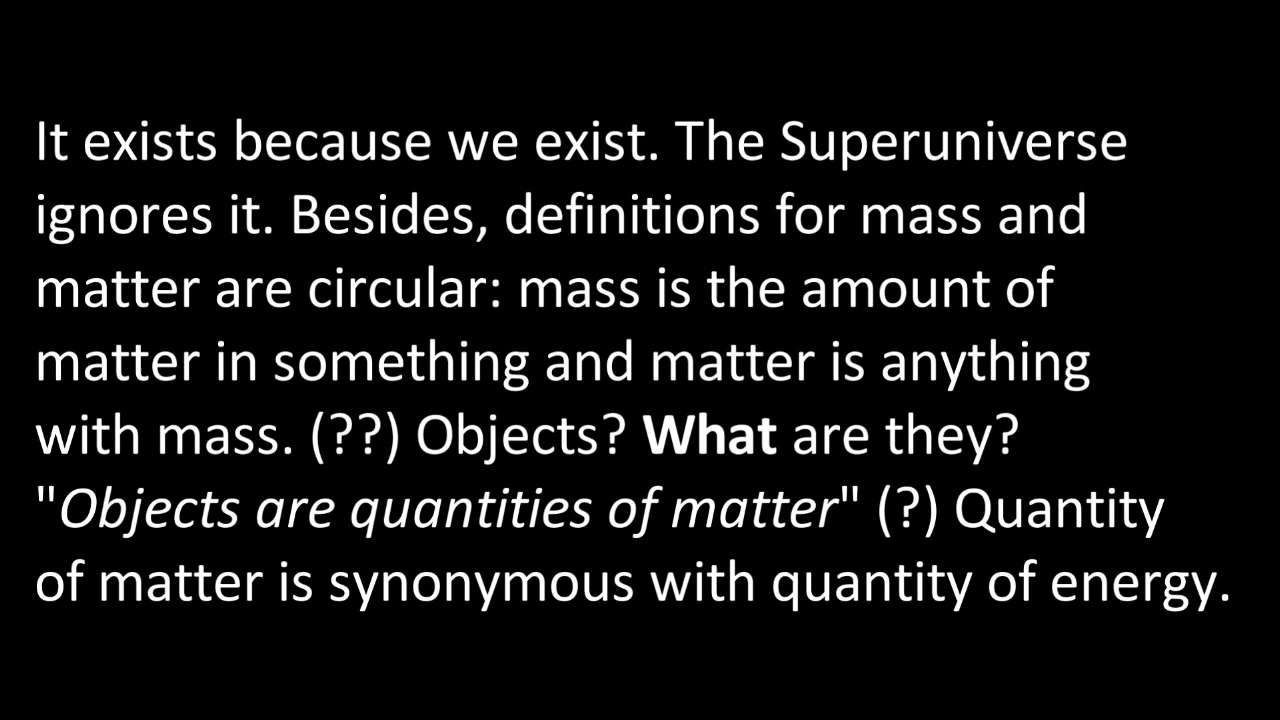 It exists because we exist. The Superuniverse
ignores it. Besides, definitions for mass and
matter are circular: mass is the amount of
matter in something and matter is anything
with mass. (??) Objects? What are they?
"Objects are quantities of matter" (?) Quantity
of matter is synonymous with quantity of energy.